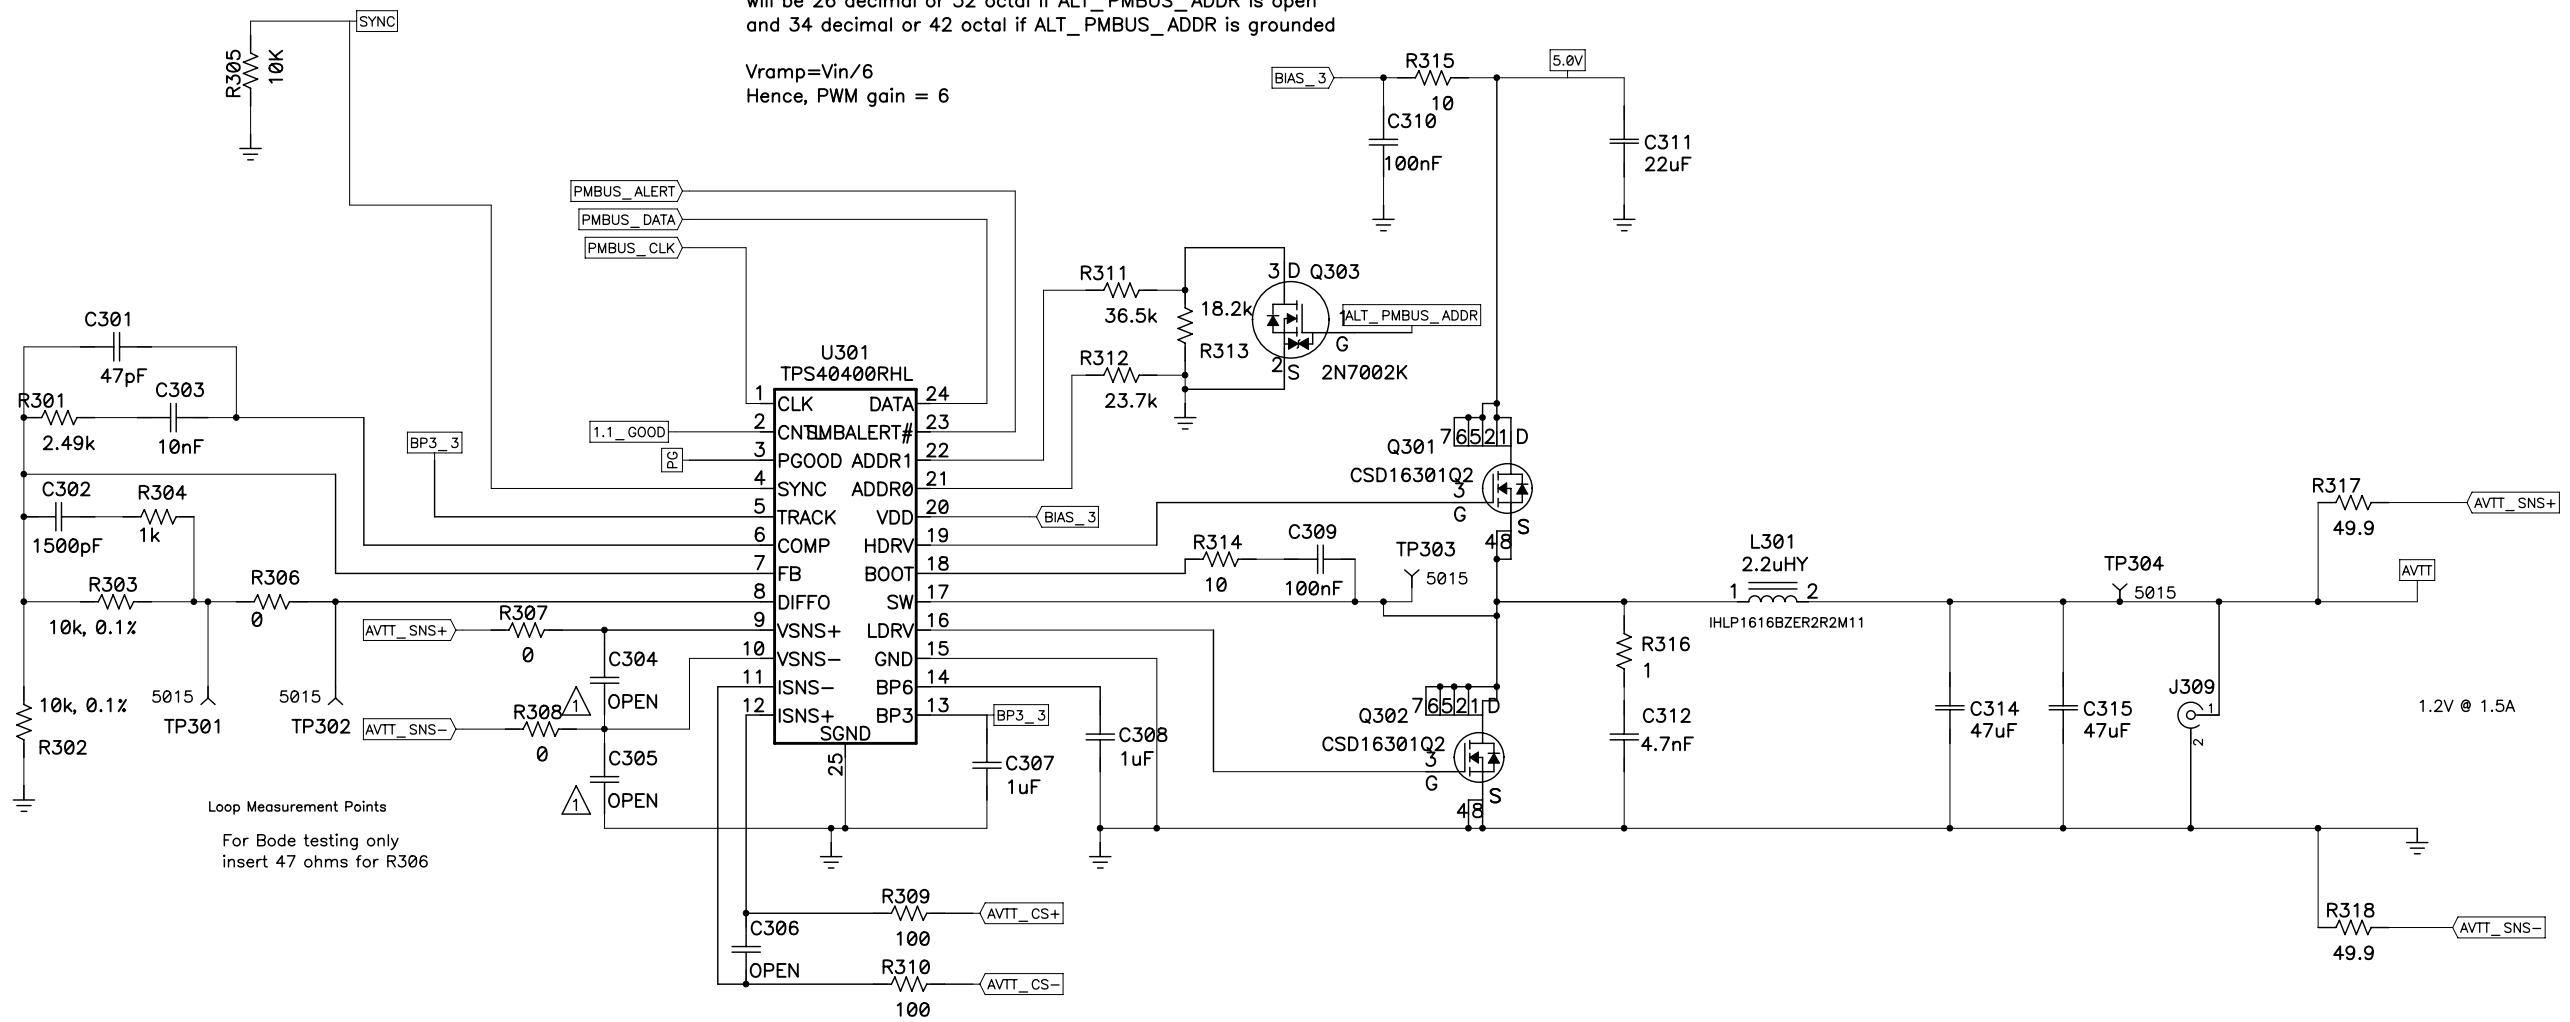 will be 26 decimal or 32 octal if ALT_PMBUS_ADDR is open
and 34 decimal or 42 octal if ALT_PMBUS_ADDR is grounded
Vramp=Vin/6
Hence, PWM gain = 6
SYNC
R305
10K
BIAS_3
R315
10
5.0V
C310
100nF
C311
22uF
PMBUS_ALERT
PMBUS_DATA
PMBUS_CLK
R311
36.5k
18.2k
R313
R312
23.7k
3 D Q303
1
ALT_PMBUS_ADDR
G
2 S
2N7002K
C301
47pF
C303
10nF
R301
2.49k
C302
1500pF
R304
1k
R303
10k, 0.1%
R306
0
10k, 0.1%
R302
5015
TP301
5015
TP302
Loop Measurement Points
For Bode testing only
insert 47 ohms for R306
BP3_3
1.1_GOOD
PG
U301
TPS40400RHL
1 CLK DATA 24
2 CNTL SMBALERT# 23
3 PGOOD ADDR1 22
4 SYNC ADDR0 21
5 TRACK VDD 20
6 COMP HDRV 19
7 FB BOOT 18
8 DIFFO SW 17
9 VSNS+ LDRV 16
10 VSNS- GND 15
11 ISNS- BP6 14
12 ISNS+ BP3 13
SGND
25
AVTT_SNS+
R307
0
C304
OPEN
1
AVTT_SNS-
R308
0
C305
OPEN
1
BIAS_3
BP3_3
C307
1uF
C308
1uF
R314
10
C309
100nF
TP303
5015
7 6 5 2 1 D
Q301
CSD16301Q2
3
G
S
4 8
7 6 5 2 1 D
Q302
CSD16301Q2
3
G
S
4 8
R316
1
C312
4.7nF
L301
2.2uHY
1 2
IHLP1616BZER2R2M11
TP304
5015
C314
47uF
C315
47uF
J309
1
2
R317
49.9
AVTT_SNS+
AVTT
1.2V @ 1.5A
R318
49.9
AVTT_SNS-
R309
100
AVTT_CS+
C306
OPEN
R310
100
AVTT_CS-